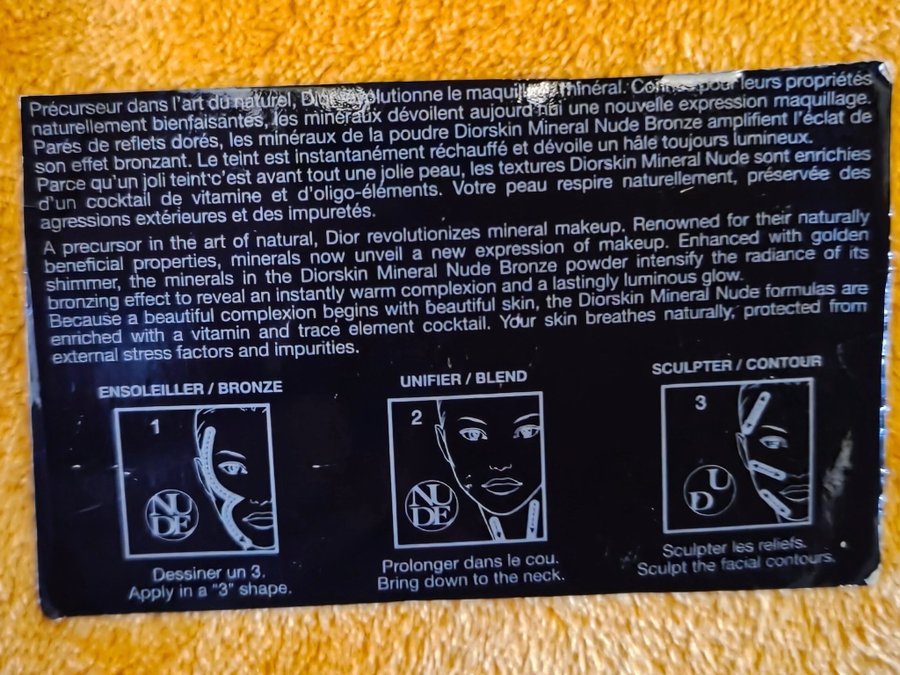 Précurseur dans l'art du naturel, Dior révolutionne le maquillage minéral. Connus pour leurs propriétés
naturellement bienfaisantes, les minéraux dévoilent aujourd'hui une nouvelle expression maquillage.
Parés de reflets dorés, les minéraux de la poudre Diorskin Mineral Nude Bronze amplifient l'éclat de
son effet bronzant. Le teint est instantanément réchauffé et dévoile un hâle toujours lumineux.
Parce qu'un joli teint c'est avant tout une jolie peau, les textures Diorskin Mineral Nude sont enrichies
d'un cocktail de vitamine et d'oligo-éléments. Votre peau respire naturellement, préservée des
agressions extérieures et des impuretés.
A precursor in the art of natural, Dior revolutionizes mineral makeup. Renowned for their naturally
beneficial properties, minerals now unveil a new expression of makeup. Enhanced with golden
shimmer, the minerals in the Diorskin Mineral Nude Bronze powder intensify the radiance of its
bronzing effect to reveal an instantly warm complexion and a lastingly luminous glow.
Because a beautiful complexion begins with beautiful skin, the Diorskin Mineral Nude formulas are
enriched with a vitamin and trace element cocktail. Your skin breathes naturally, protected from
external stress factors and impurities.
ENSOLEILLER / BRONZE
1
NU
DE
Dessiner un 3.
Apply in a "3" shape.
UNIFIER / BLEND
2
NU
DE
Prolonger dans le cou.
Bring down to the neck.
SCULPTER / CONTOUR
3
U
D
Sculpter les reliefs.
Sculpt the facial contours.